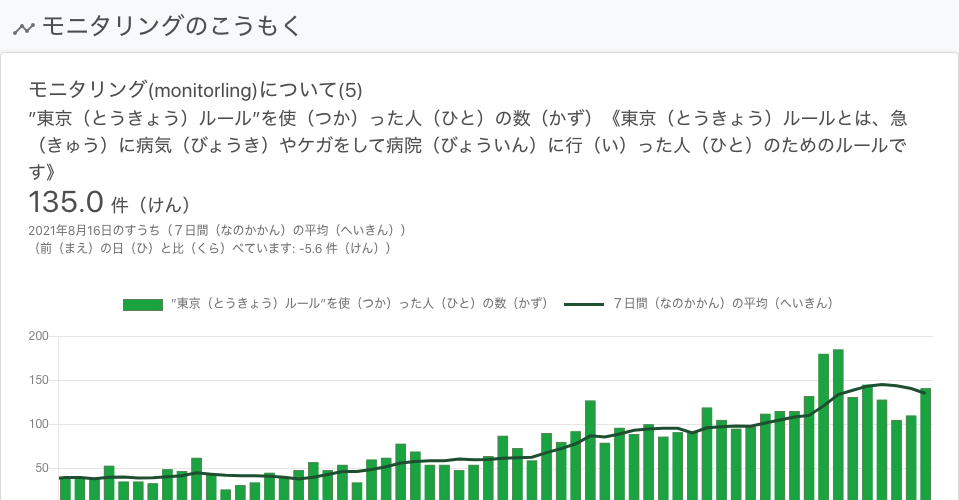 モニタリングのこうもく
モニタリング(monitorling)について(5)
"東京（とうきょう）ルール"を使（つか）った人（ひと）の数（かず）《東京（とうきょう）ルールとは、急
（きゅう）に病気（びょうき）やケガをして病院（びょういん）に行（い）った人（ひと）のためのルールで
す》
135.0 件（けん）
2021年8月16日のすうち（７日間（なのかかん）の平均（へいきん））
（前（まえ）の日（ひ）と比（くら）べています: -5.6 件（けん））
"東京（とうきょう）ルール"を使（つか）った人（ひと）の数（かず） ７日間（なのかかん）の平均（へいきん）
200
150
100
50